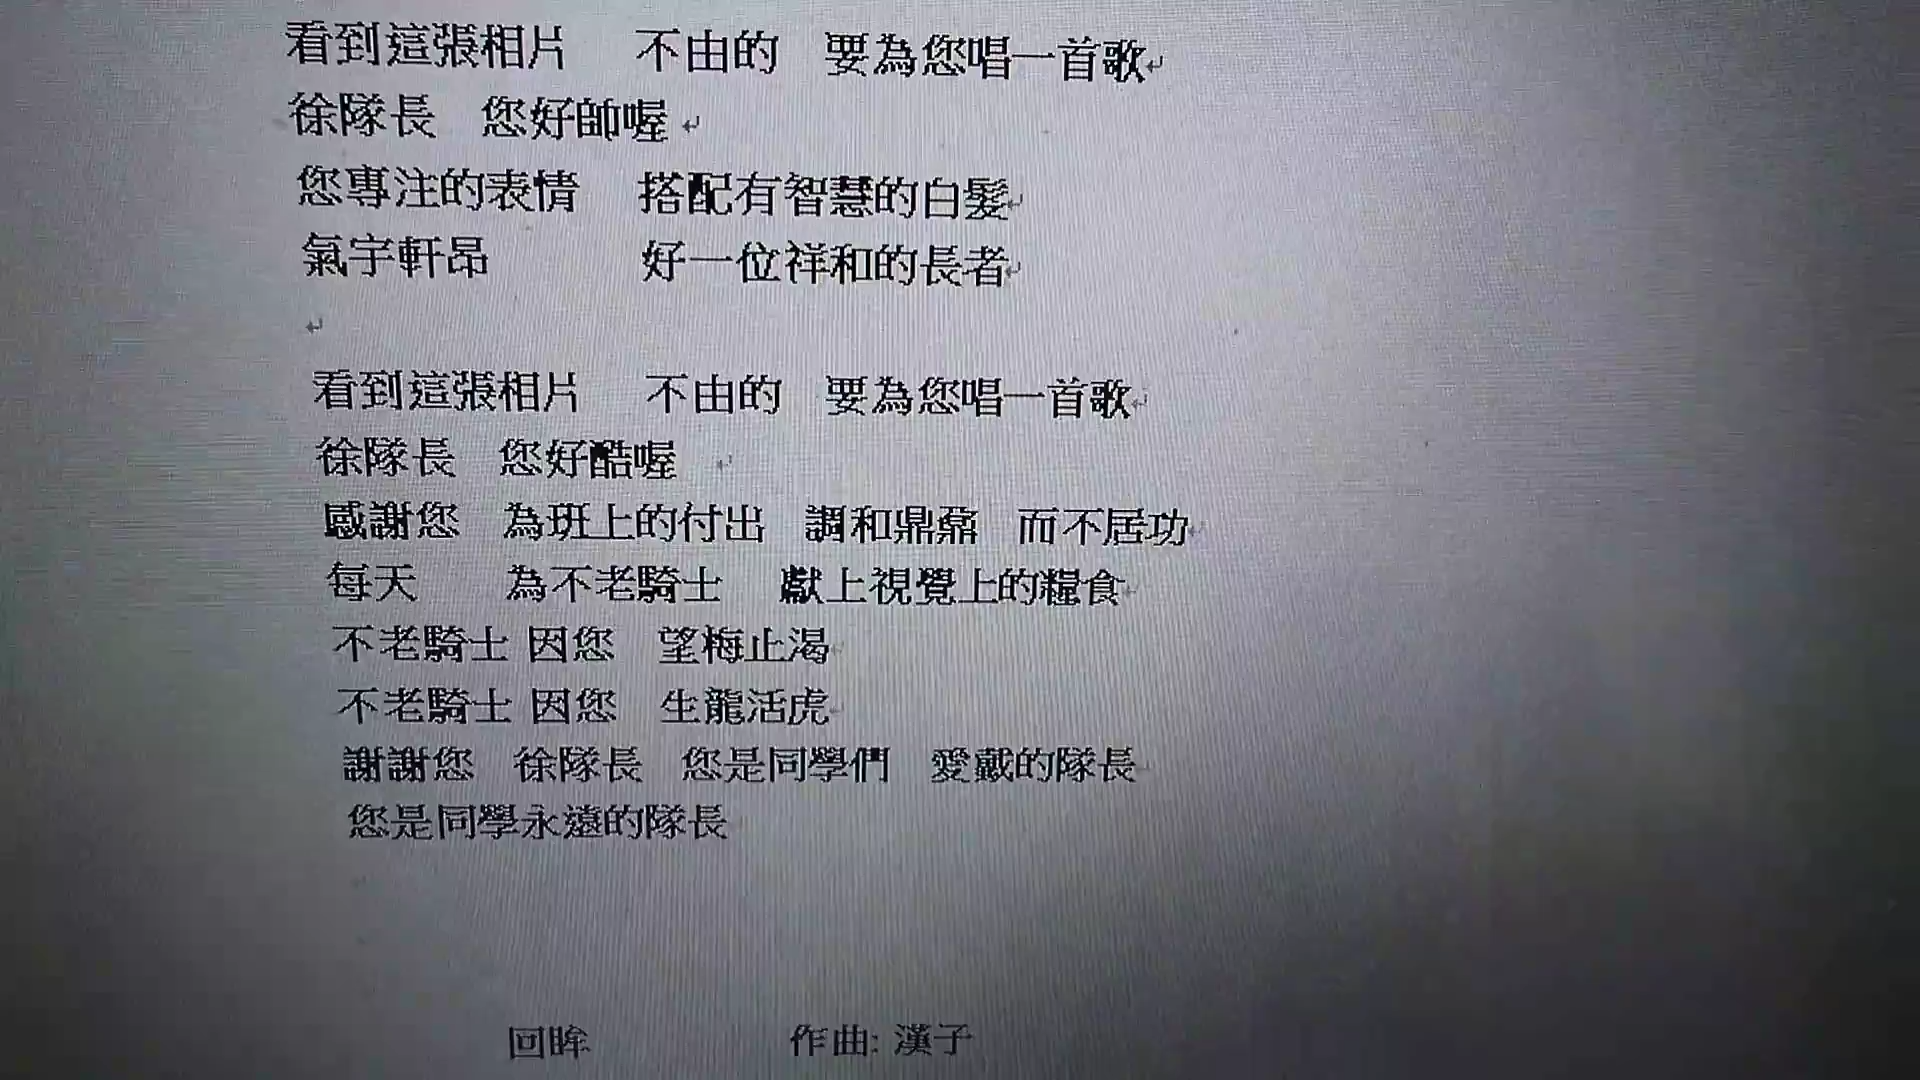 看到這張相片 不由的 要為您唱一首歌
徐隊長 您好帥喔
您專注的表情 搭配有智慧的白髮
氣宇軒昂 好一位祥和的長者
看到這張相片 不由的 要為您唱一首歌
徐隊長 您好酷喔
感謝您 為班上的付出 調和鼎鼐 而不居功
每天 為不老騎士 獻上視覺上的糧食
不老騎士 因您 望梅止渴
不老騎士 因您 生龍活虎
謝謝您 徐隊長 您是同學們 愛戴的隊長
您是同學永遠的隊長
回眸 作曲: 漢子